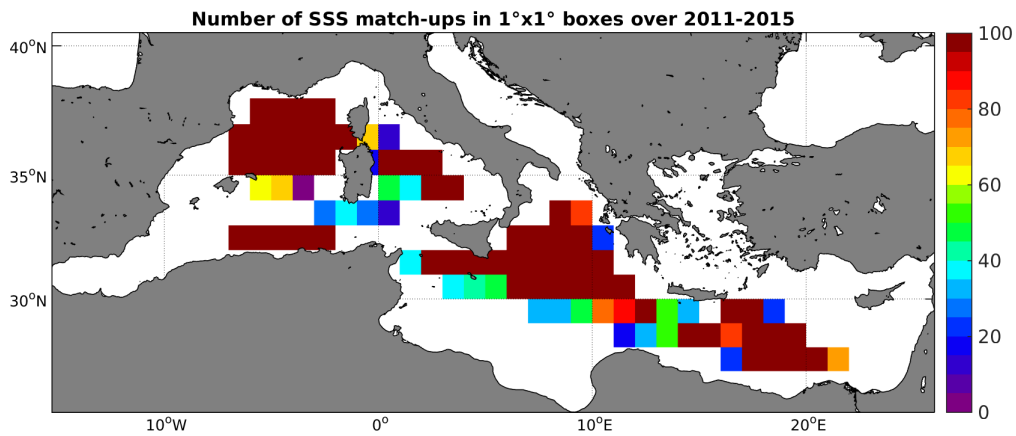 Number of SSS match-ups in 1°x1° boxes over 2011-2015
40°N
35°N
30°N
10°W
0°
10°E
20°E
100
80
60
40
20
0